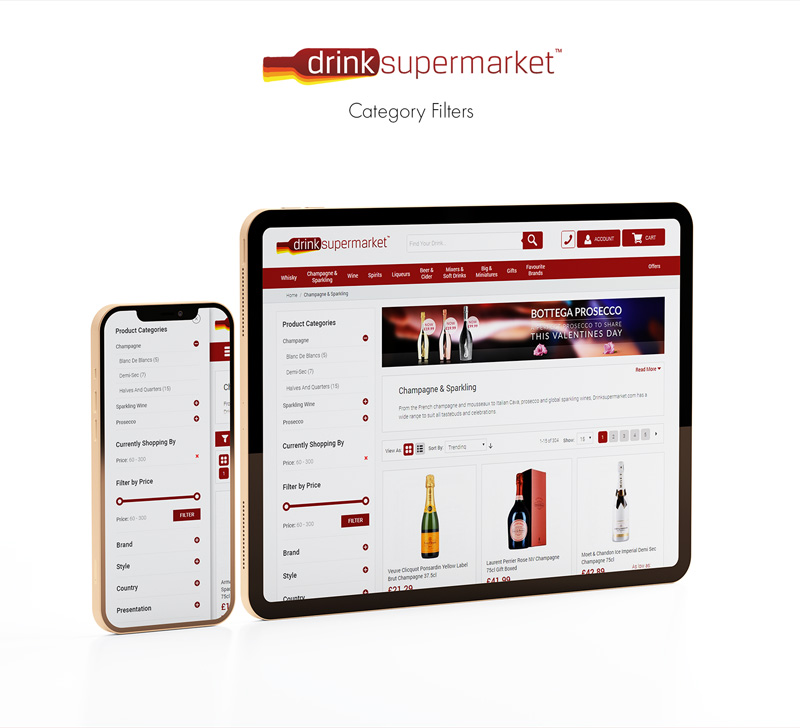 drinksupermarket™
Category Filters
Product Categories
Champagne
Blanc De Blancs (5)
Demi-Sec (7)
Halves And Quarters (15)
Sparkling Wine
Prosecco
Currently Shopping By
Price: 60 - 300 x
Filter by Price
Price: 60 - 300 FILTER
Brand
Style
Country
Presentation
75cl
£1
drinksupermarket™
Find Your Drink
ACCOUNT
CART
Whisky
Champagne &
Sparkling
Wine
Spirits
Liqueurs
Beer &
Cider
Mixers &
Soft Drinks
Big &
Miniatures
Gifts
Favourite
Brands
Offers
Home / Champagne & Sparkling
Product Categories
Champagne
Blanc De Blancs (5)
Demi-Sec (7)
Halves And Quarters (15)
Sparkling Wine
Prosecco
Currently Shopping By
Price: 60 - 300 x
Filter by Price
Price: 60 - 300 FILTER
Brand
Style
Country
BOTTEGA PROSECCO
PROSECCO TO SHARE
THIS VALENTINES DAY
Read More
Champagne & Sparkling
From the French champagne and mousseaux to Italian Cava, prosecco and global sparkling wines, Drinksupermarket.com has a
wide range to suit all tastebuds and celebrations.
View As: Sort By: Trending 1-15 of 304 Show: 15 1 2 3 4 5
Veuve Clicquot Ponsardin Yellow Label
Brut Champagne 37.5cl
£21.29
Laurent Perrier Rose NV Champagne
75cl Gift Boxed
£41.99
Moet & Chandon Ice Imperial Demi Sec
Champagne 75cl
As low as:
£42.89